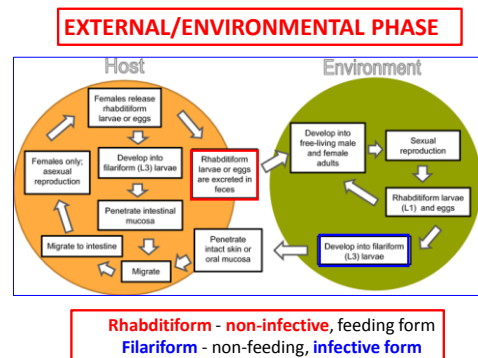 EXTERNAL/ENVIRONMENTAL PHASE
Host
Environment
Females release
rhabditiform
larvae or eggs
Females only;
asexual
reproduction
Develop into
filariform (L3) larvae
Rhabditiform
larvae or eggs
are excreted in
feces
Penetrate intestinal
mucosa
Migrate to intestine
Migrate
Penetrate
intact skin or
oral mucosa
Develop into
free-living male
and female
adults
Sexual
reproduction
Rhabditiform larvae
(L1) and eggs
Develop into filariform
(L3) larvae
Rhabditiform - non-infective, feeding form
Filariform - non-feeding, infective form